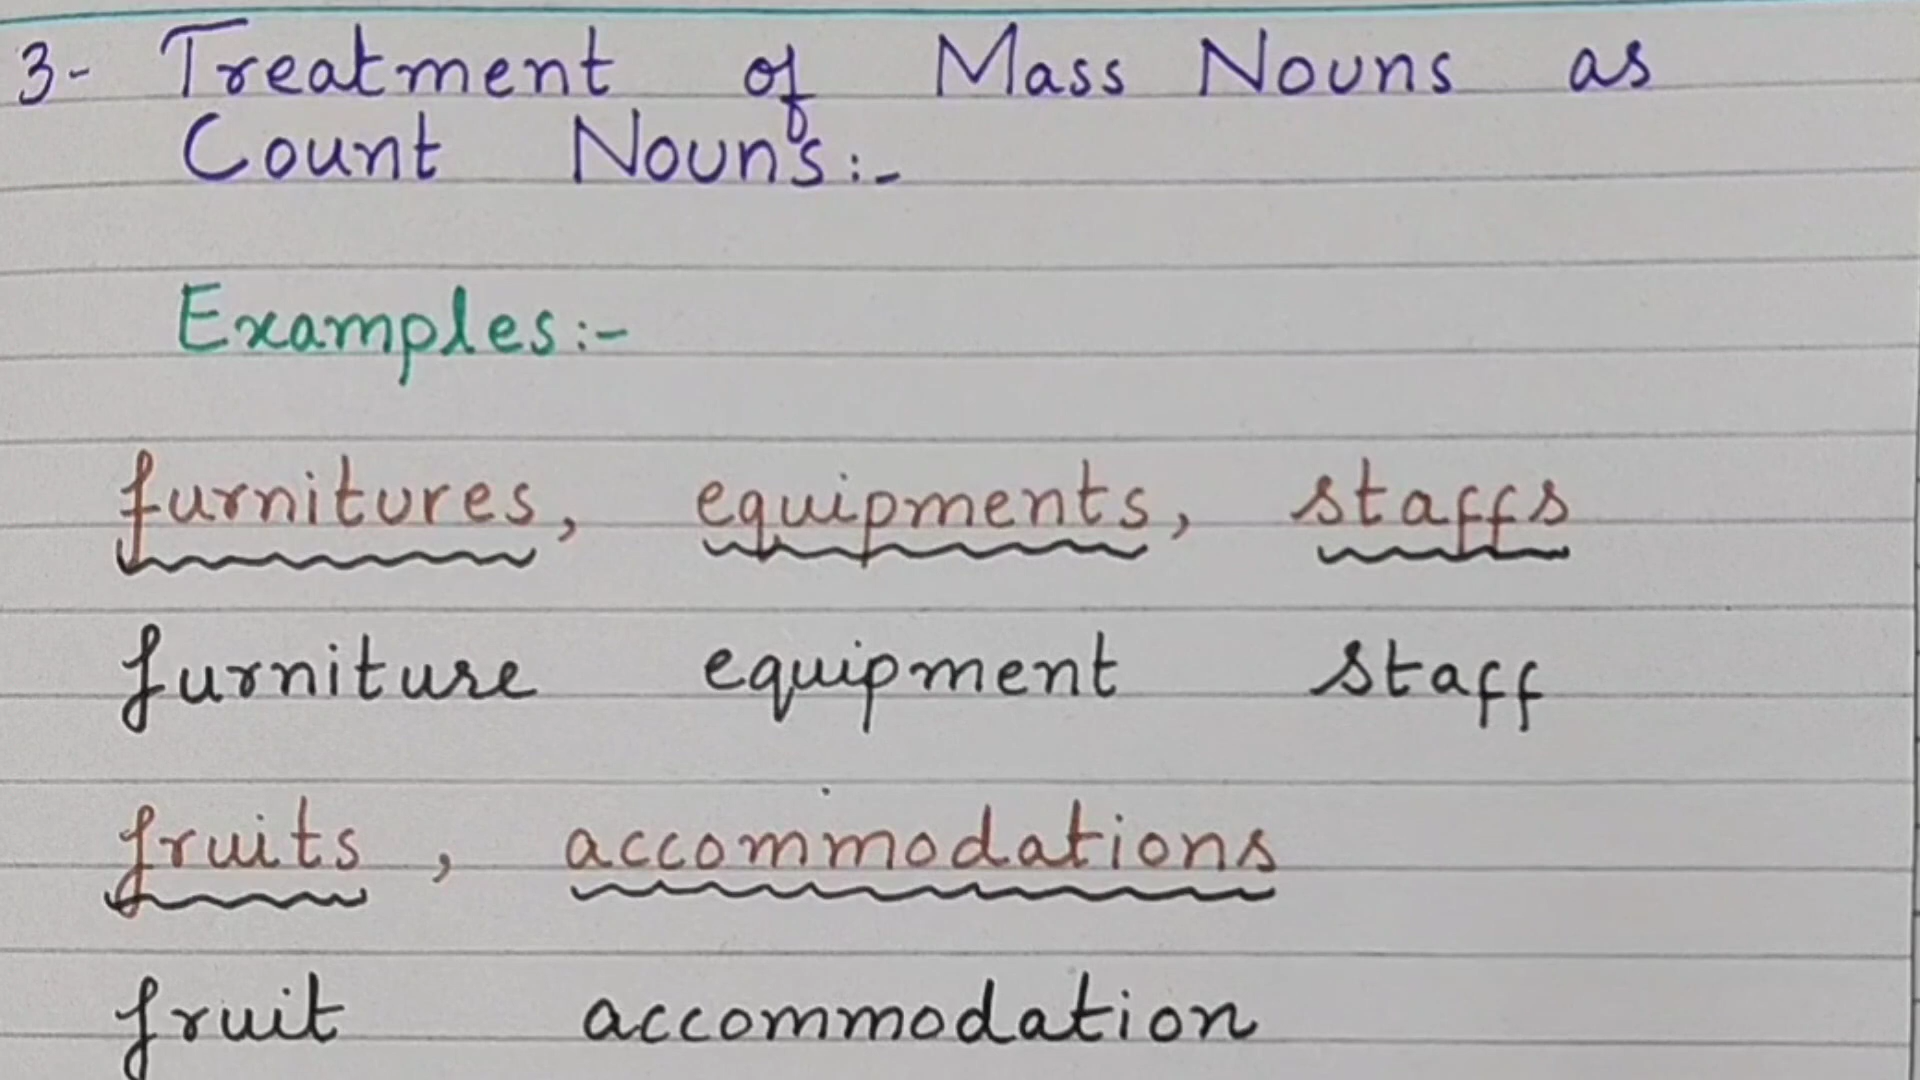 3- Treatment of Mass Nouns as
Count Nouns:-
Examples:-
furnitures, equipments, staffs
furniture equipment staff
fruits, accommodations
fruit accommodation